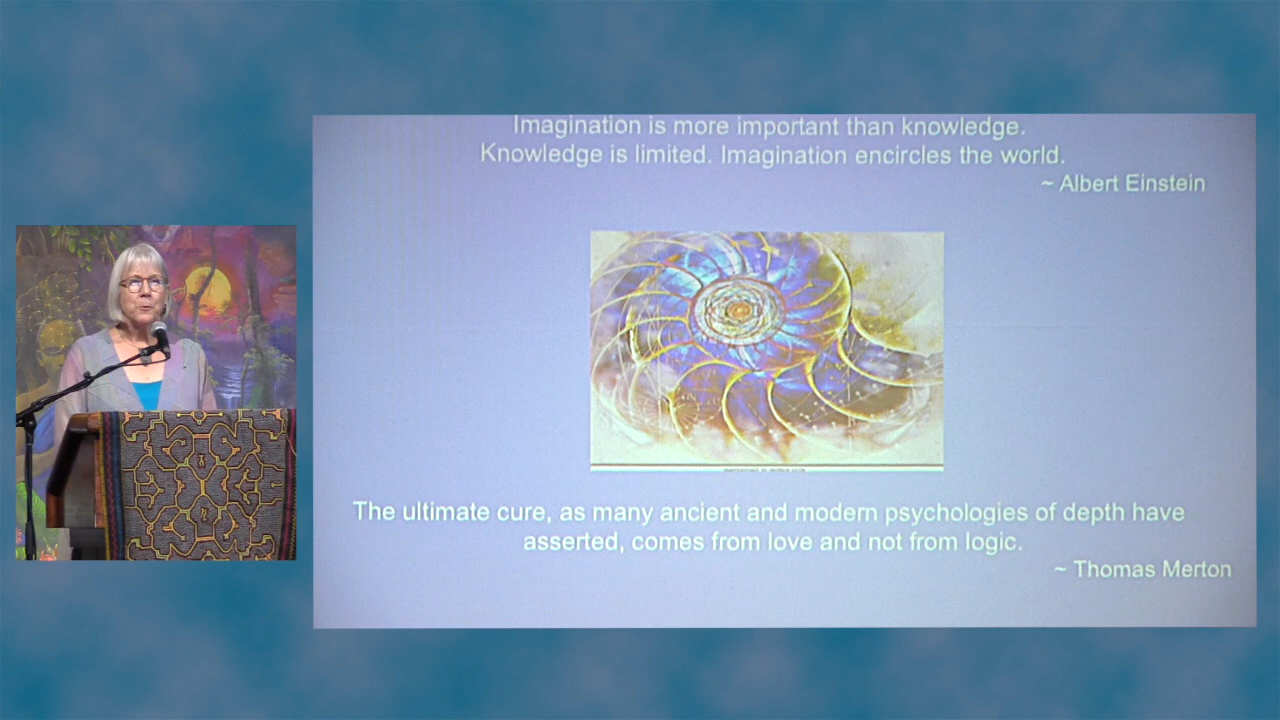 Imagination is more important than knowledge.
Knowledge is limited. Imagination encircles the world.
~ Albert Einstein
The ultimate cure, as many ancient and modern psychologies of depth have
asserted, comes from love and not from logic.
~ Thomas Merton